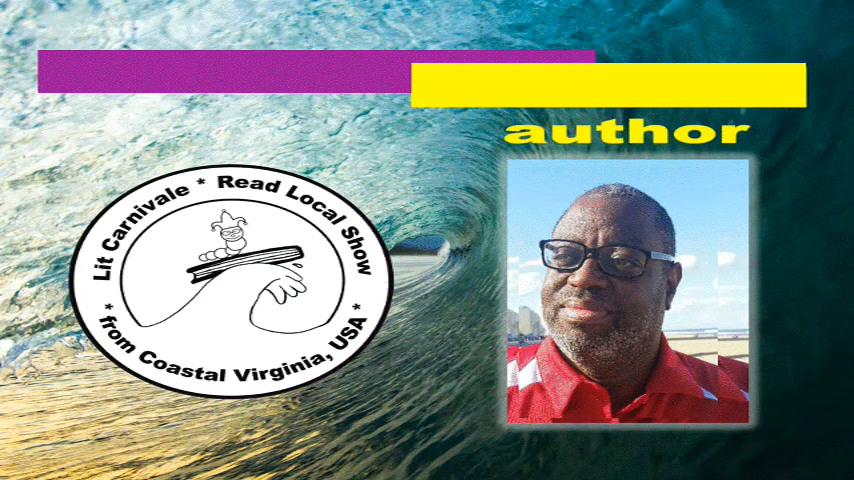 author
Lit Carnivale * Read Local Show
* from Coastal Virginia, USA *